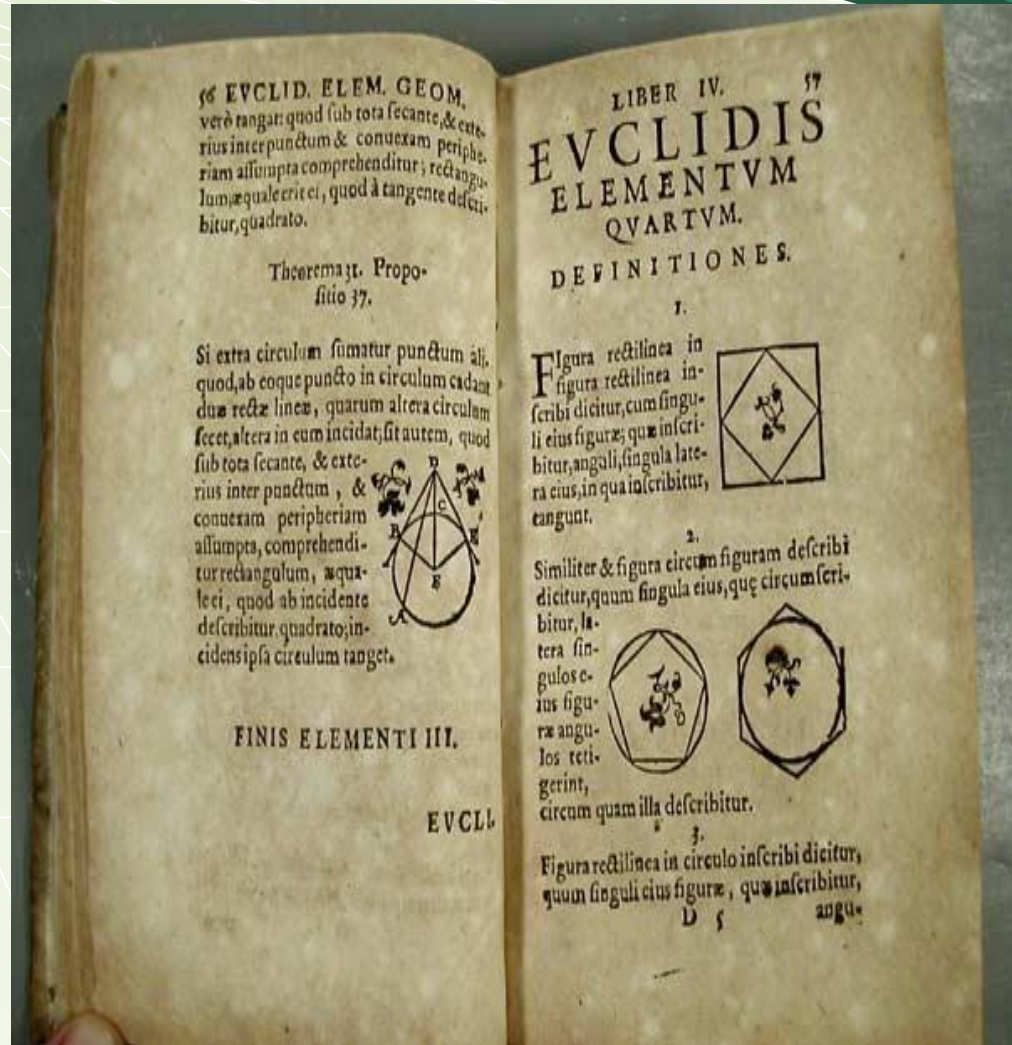 56 EVCLID. ELEM. GEOM.
verò tangat: quod sub tota secante, & exte-
rius inter punctum & conuexam periphe-
riam assumpta comprehenditur; rectangu-
lum, æquale erit ei, quod à tangente descri-
bitur, quadrato.
Theorema 31. Propo-
sitio 37.
Si extra circulum sumatur punctum ali-
quod, ab eoque puncto in circulum cadant
duæ rectæ lineæ, quarum altera circulum
secet, altera in eum incidat; sit autem, quod
sub tota secante, & exte-
rius inter punctum, &
conuexam peripheriam
assumpta, comprehendi-
tur rectangulum, æqua-
le ei, quod ab incidente
describitur quadrato; in-
cidens ipsa circulum tanget.
D
C
B
E
A
FINIS ELEMENTI III.
EVCLI.
LIBER IV. 57
EVCLIDIS
ELEMENTVM
QVARTVM.
DEFINITIONES.
1.
FIgura rectilinea in
figura rectilinea in-
scribi dicitur, cum singu-
li eius figuræ; quæ inscri-
bitur, anguli, singula late-
ra eius, in qua inscribitur,
tangunt.
2.
Similiter & figura circum figuram describi
dicitur, quum singula eius, quę circumscri-
bitur, la-
tera sin-
gulos e-
ius figu-
ræ angu-
los teti-
gerint,
circum quam illa describitur.
3.
Figura rectilinea in circulo inscribi dicitur,
quum singuli eius figuræ, quæ inscribitur,
D 5 angu-